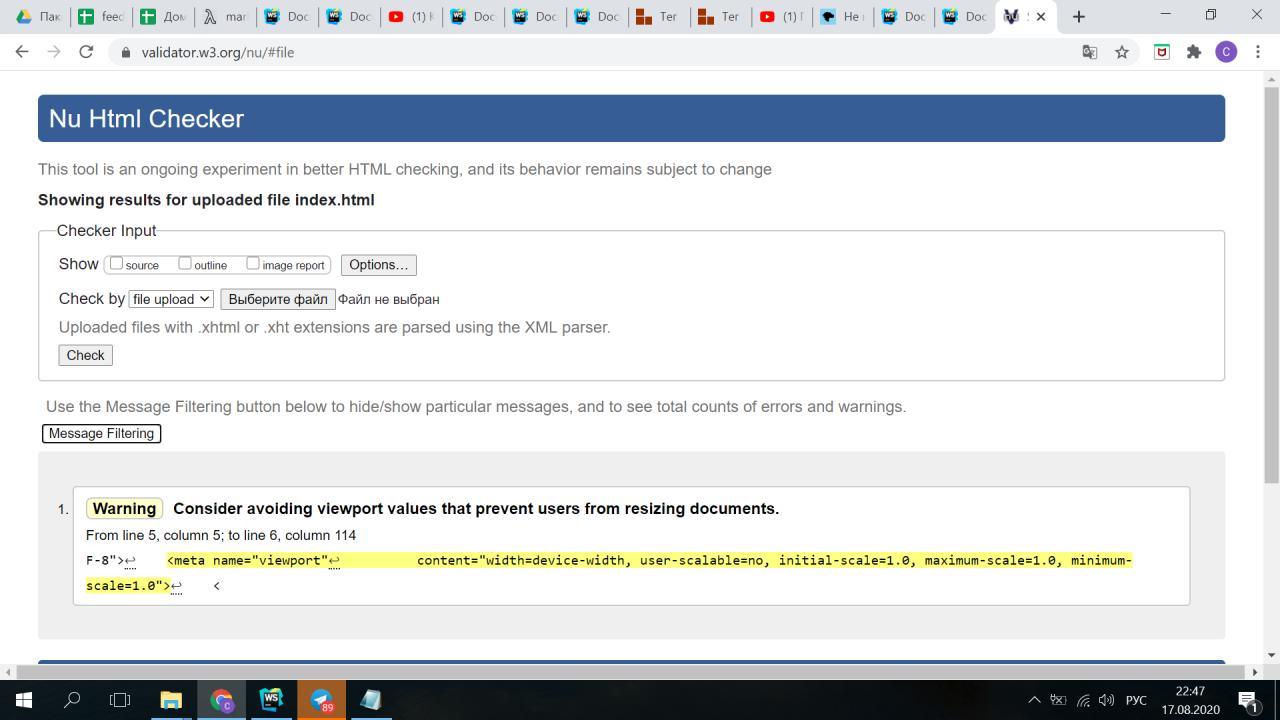 Пак
feec
До
mar
Do
Doc
(1) 
Doc
Doc
Doc
Тег
Тег
(1)
Не
Doc
Doc
validator.w3.org/nu/#file
C
Nu Html Checker
This tool is an ongoing experiment in better HTML checking, and its behavior remains subject to change
Showing results for uploaded file index.html
Checker Input
Show source outline image report Options...
Check by file upload Выберите файл Файл не выбран
Uploaded files with .xhtml or .xht extensions are parsed using the XML parser.
Check
Use the Message Filtering button below to hide/show particular messages, and to see total counts of errors and warnings.
Message Filtering
1. Warning Consider avoiding viewport values that prevent users from resizing documents.
From line 5, column 5; to line 6, column 114
F-8">↩ <meta name="viewport"↩ content="width=device-width, user-scalable=no, initial-scale=1.0, maximum-scale=1.0, minimum-
scale=1.0">↩ <
WS
89
РУС
22:47
17.08.2020
1